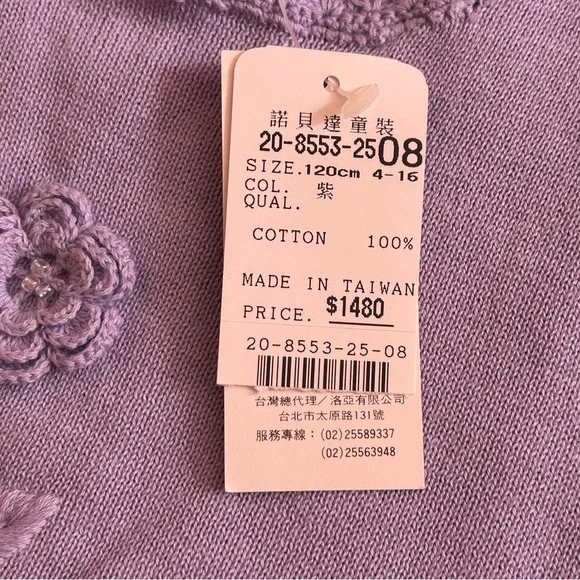 諾貝達童裝
20-8553-2508
SIZE.120cm 4-16
COL. 紫
QUAL.
COTTON 100%
MADE IN TAIWAN
PRICE. $1480
20-8553-25-08
台灣總代理／洛亞有限公司
台北市太原路131號
服務專線：(02)25589337
(02)25563948